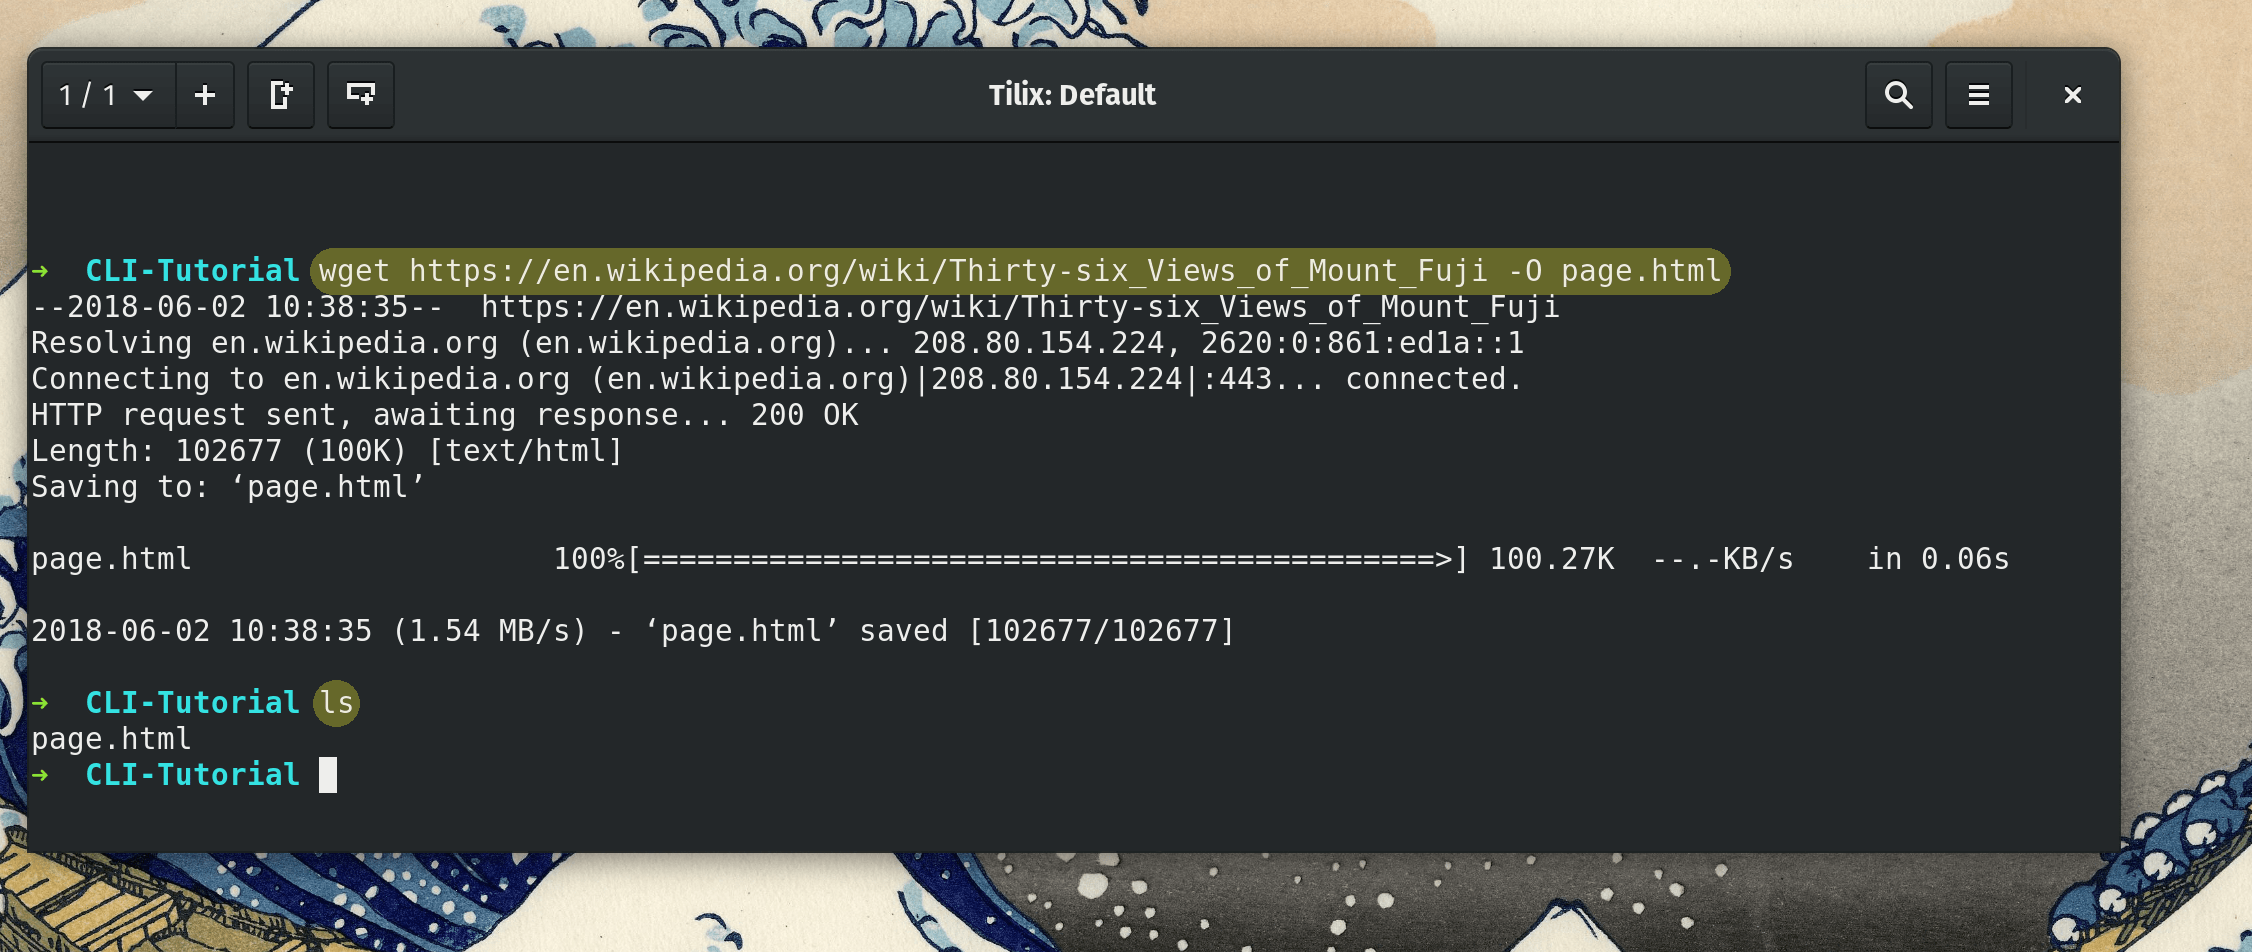 1 / 1
Tilix: Default
➜  CLI-Tutorial wget https://en.wikipedia.org/wiki/Thirty-six_Views_of_Mount_Fuji -O page.html
--2018-06-02 10:38:35--  https://en.wikipedia.org/wiki/Thirty-six_Views_of_Mount_Fuji
Resolving en.wikipedia.org (en.wikipedia.org)... 208.80.154.224, 2620:0:861:ed1a::1
Connecting to en.wikipedia.org (en.wikipedia.org)|208.80.154.224|:443... connected.
HTTP request sent, awaiting response... 200 OK
Length: 102677 (100K) [text/html]
Saving to: ‘page.html’
page.html                    100%[============================================>] 100.27K  --.-KB/s    in 0.06s
2018-06-02 10:38:35 (1.54 MB/s) - ‘page.html’ saved [102677/102677]
➜  CLI-Tutorial ls
page.html
➜  CLI-Tutorial